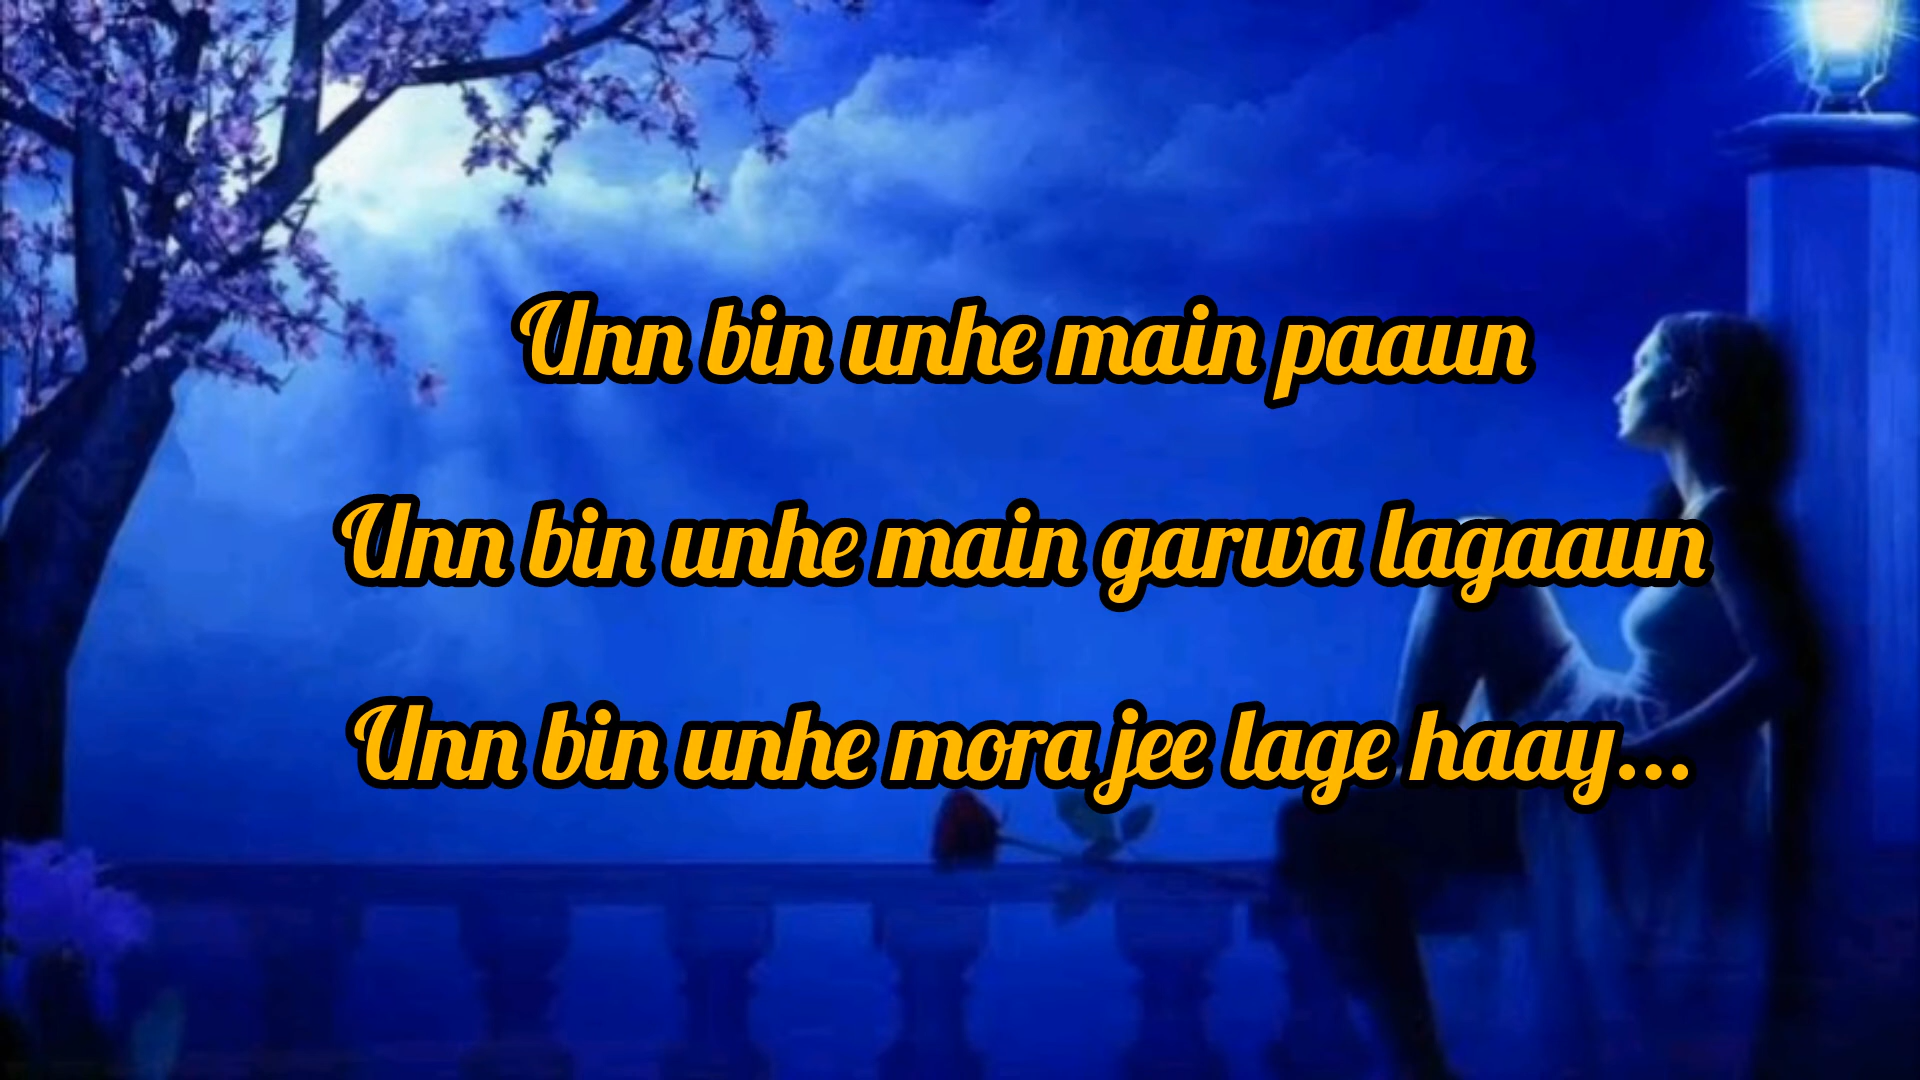 Unn bin unhe main paaun
Unn bin unhe main garwa lagaaun
Unn bin unhe mora jee lage haay...